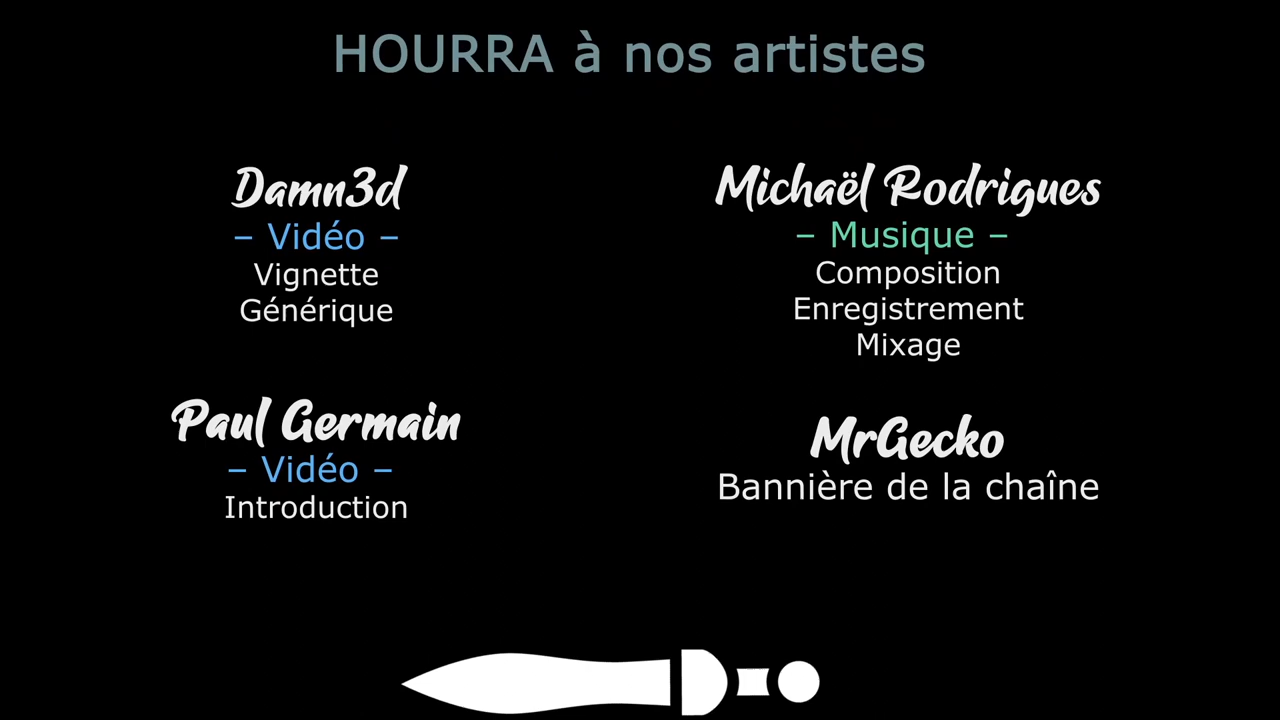 HOURRA à nos artistes
Damn3d
– Vidéo –
Vignette
Générique
Michaël Rodrigues
– Musique –
Composition
Enregistrement
Mixage
Paul Germain
– Vidéo –
Introduction
MrGecko
Bannière de la chaîne